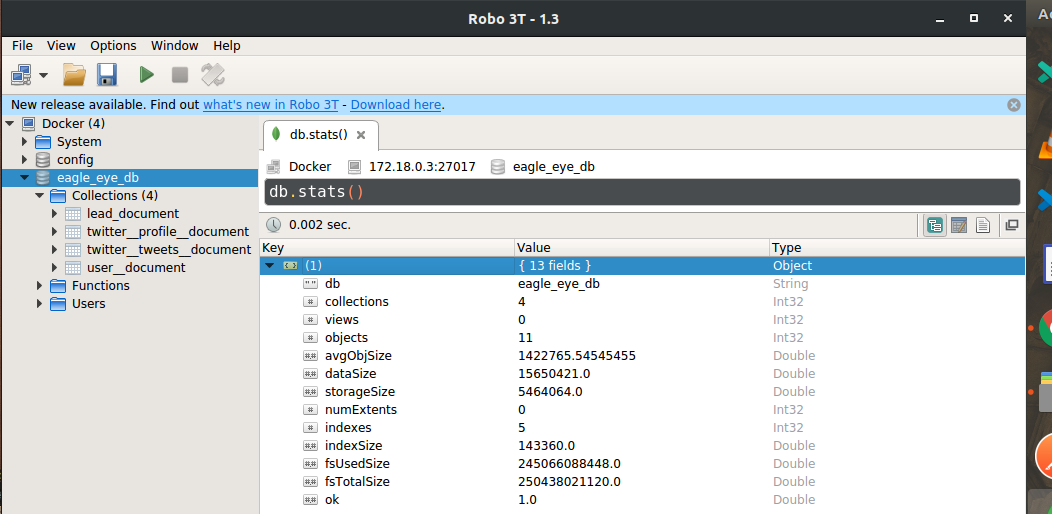 Robo 3T - 1.3
File View Options Window Help
New release available. Find out what's new in Robo 3T - Download here.
Docker (4)
System
config
eagle_eye_db
Collections (4)
lead_document
twitter__profile__document
twitter__tweets__document
user__document
Functions
Users
db.stats()
Docker 172.18.0.3:27017 eagle_eye_db
db.stats()
0.002 sec.
Key Value Type
(1) { 13 fields } Object
db eagle_eye_db String
collections 4 Int32
views 0 Int32
objects 11 Int32
avgObjSize 1422765.54545455 Double
dataSize 15650421.0 Double
storageSize 5464064.0 Double
numExtents 0 Int32
indexes 5 Int32
indexSize 143360.0 Double
fsUsedSize 245066088448.0 Double
fsTotalSize 250438021120.0 Double
ok 1.0 Double